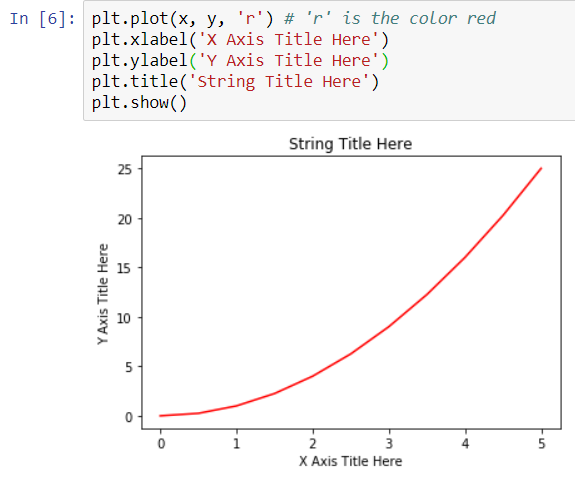 In [6]: plt.plot(x, y, 'r') # 'r' is the color red
plt.xlabel('X Axis Title Here')
plt.ylabel('Y Axis Title Here')
plt.title('String Title Here')
plt.show()
String Title Here
25
20
15
10
5
0
Y Axis Title Here
0 1 2 3 4 5
X Axis Title Here